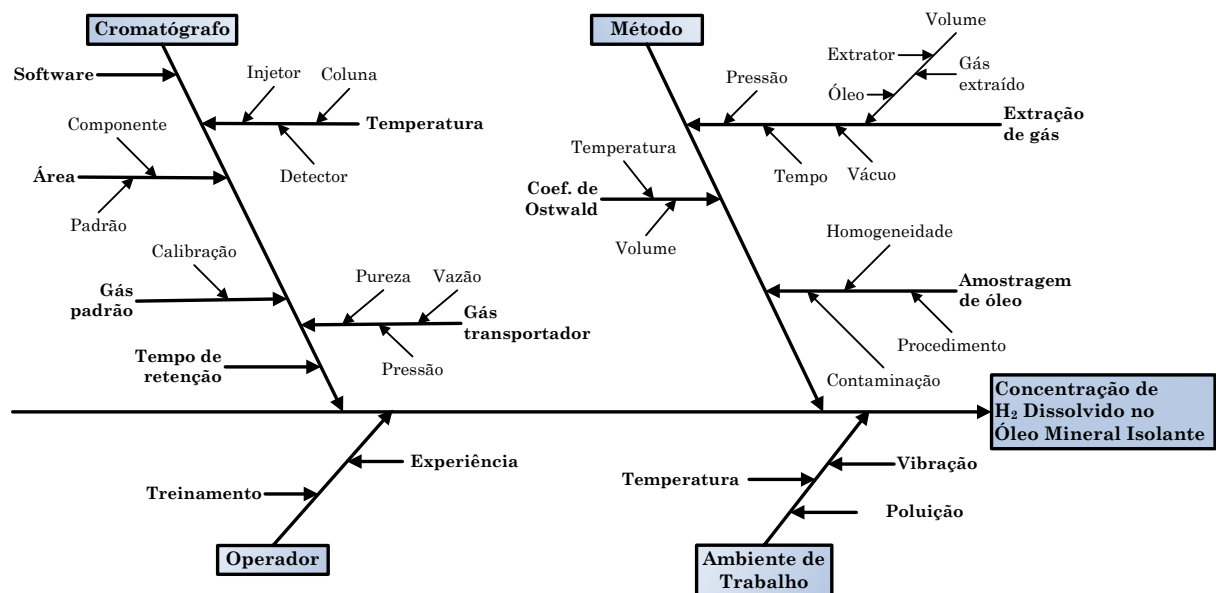 Cromatógrafo
Software
Injetor
Coluna
Temperatura
Componente
Detector
Área
Padrão
Calibração
Gás
padrão
Pureza
Vazão
Gás
transportador
Pressão
Tempo de
retenção
Método
Volume
Extrator
Gás
extraído
Pressão
Óleo
Extração
de gás
Tempo
Vácuo
Temperatura
Coef. de
Ostwald
Volume
Homogeneidade
Amostragem
de óleo
Procedimento
Contaminação
Concentração de
H₂ Dissolvido no
Óleo Mineral Isolante
Experiência
Treinamento
Operador
Vibração
Temperatura
Poluição
Ambiente de
Trabalho